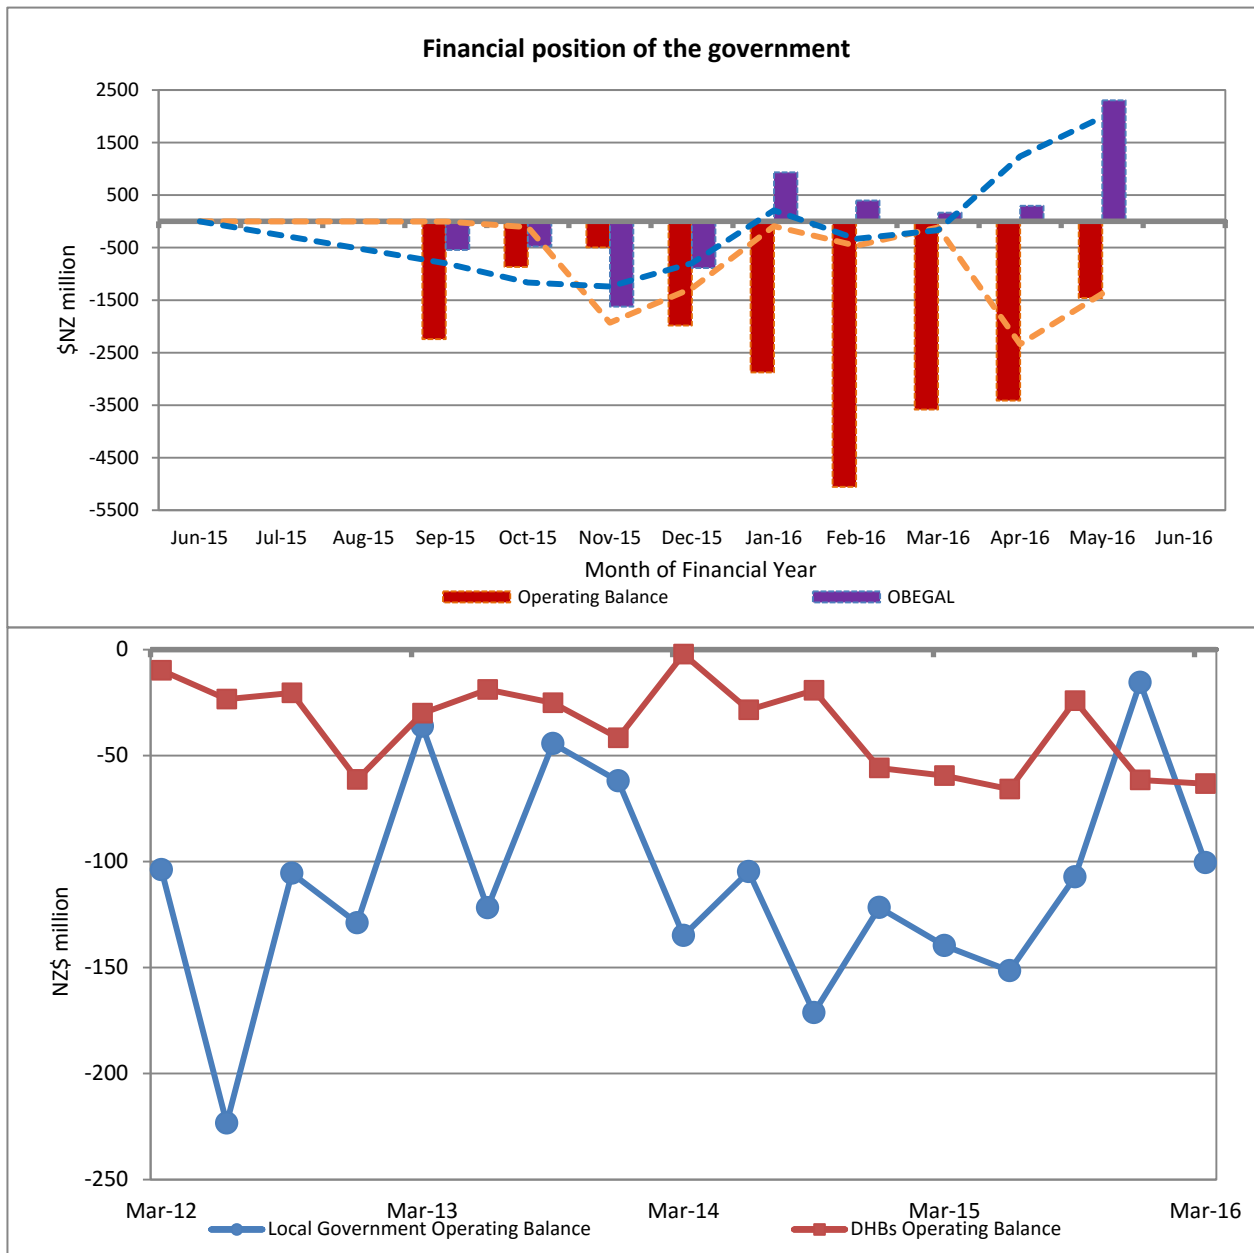 Financial position of the government
2500
1500
500
-500
-1500
-2500
-3500
-4500
-5500
$NZ million
Jun-15 Jul-15 Aug-15 Sep-15 Oct-15 Nov-15 Dec-15 Jan-16 Feb-16 Mar-16 Apr-16 May-16 Jun-16
Month of Financial Year
Operating Balance OBEGAL
0
-50
-100
-150
-200
-250
NZ$ million
Mar-12 Mar-13 Mar-14 Mar-15 Mar-16
Local Government Operating Balance DHBs Operating Balance